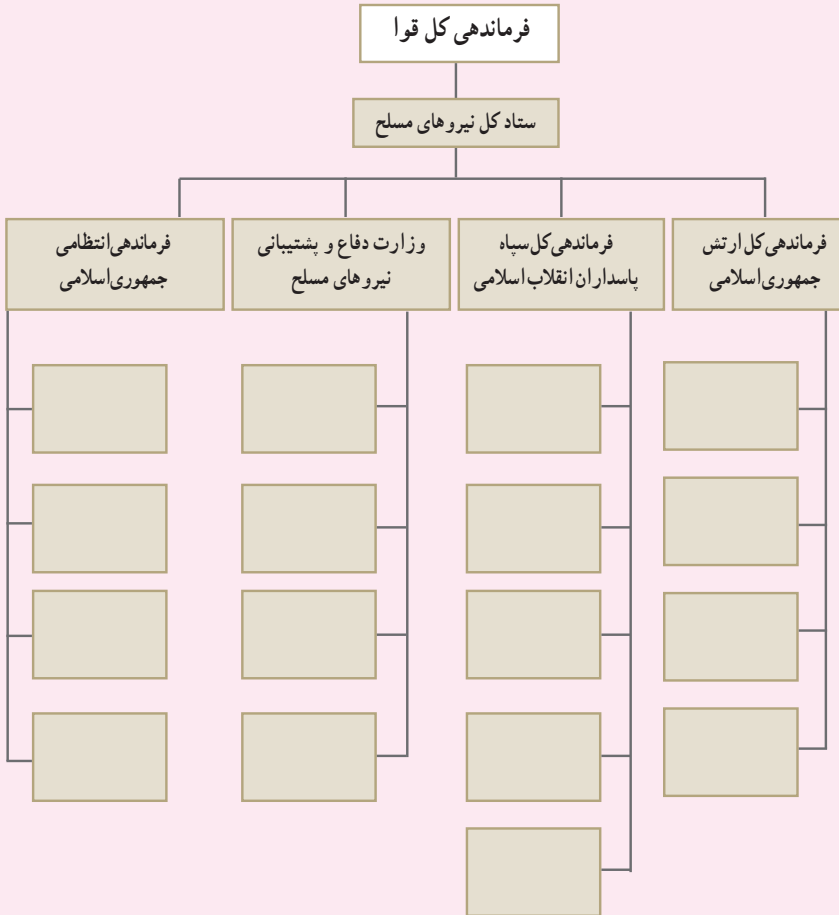 فرماندهی کل قوا
ستاد کل نیروهای مسلح
فرماندهی کل ارتش
جمهوری اسلامی
فرماندهی کل سپاه
پاسداران انقلاب اسلامی
وزارت دفاع و پشتیبانی
نیروهای مسلح
فرماندهی انتظامی
جمهوری اسلامی